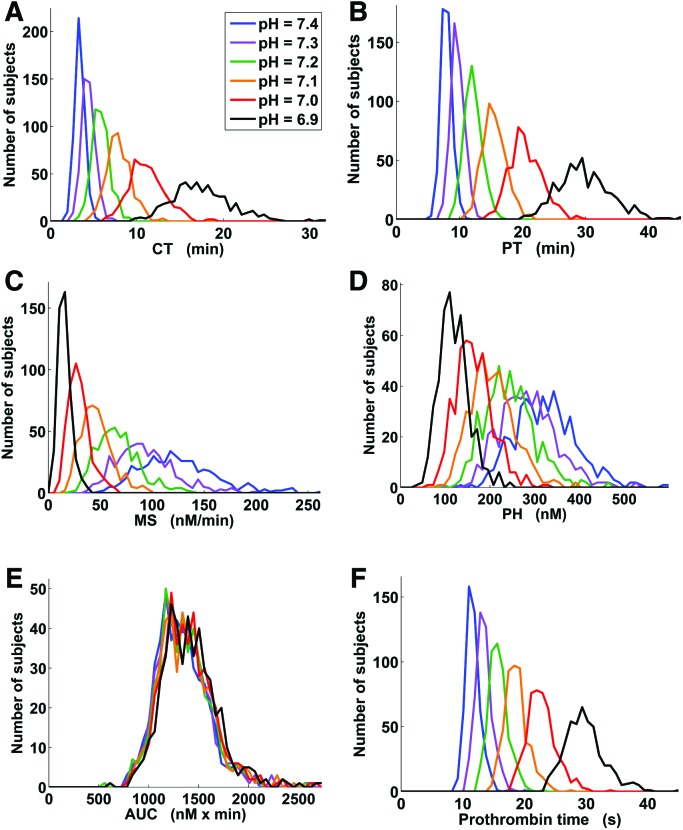 A
Number of subjects
200
150
100
50
0
0 10 20 30
CT (min)
pH = 7.4
pH = 7.3
pH = 7.2
pH = 7.1
pH = 7.0
pH = 6.9
B
Number of subjects
150
100
50
0
0 10 20 30 40
PT (min)
C
Number of subjects
150
100
50
0
0 50 100 150 200 250
MS (nM/min)
D
Number of subjects
80
60
40
20
0
0 100 200 300 400 500
PH (nM)
E
Number of subjects
50
40
30
20
10
0
0 500 1000 1500 2000 2500
AUC (nM x min)
F
Number of subjects
150
100
50
0
0 10 20 30 40
Prothrombin time (s)